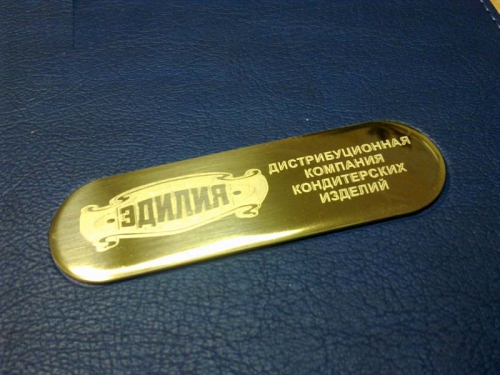 ЭДИЛИЯ
ДИСТРИБУЦИОННАЯ
КОМПАНИЯ
КОНДИТЕРСКИХ
ИЗДЕЛИЙ